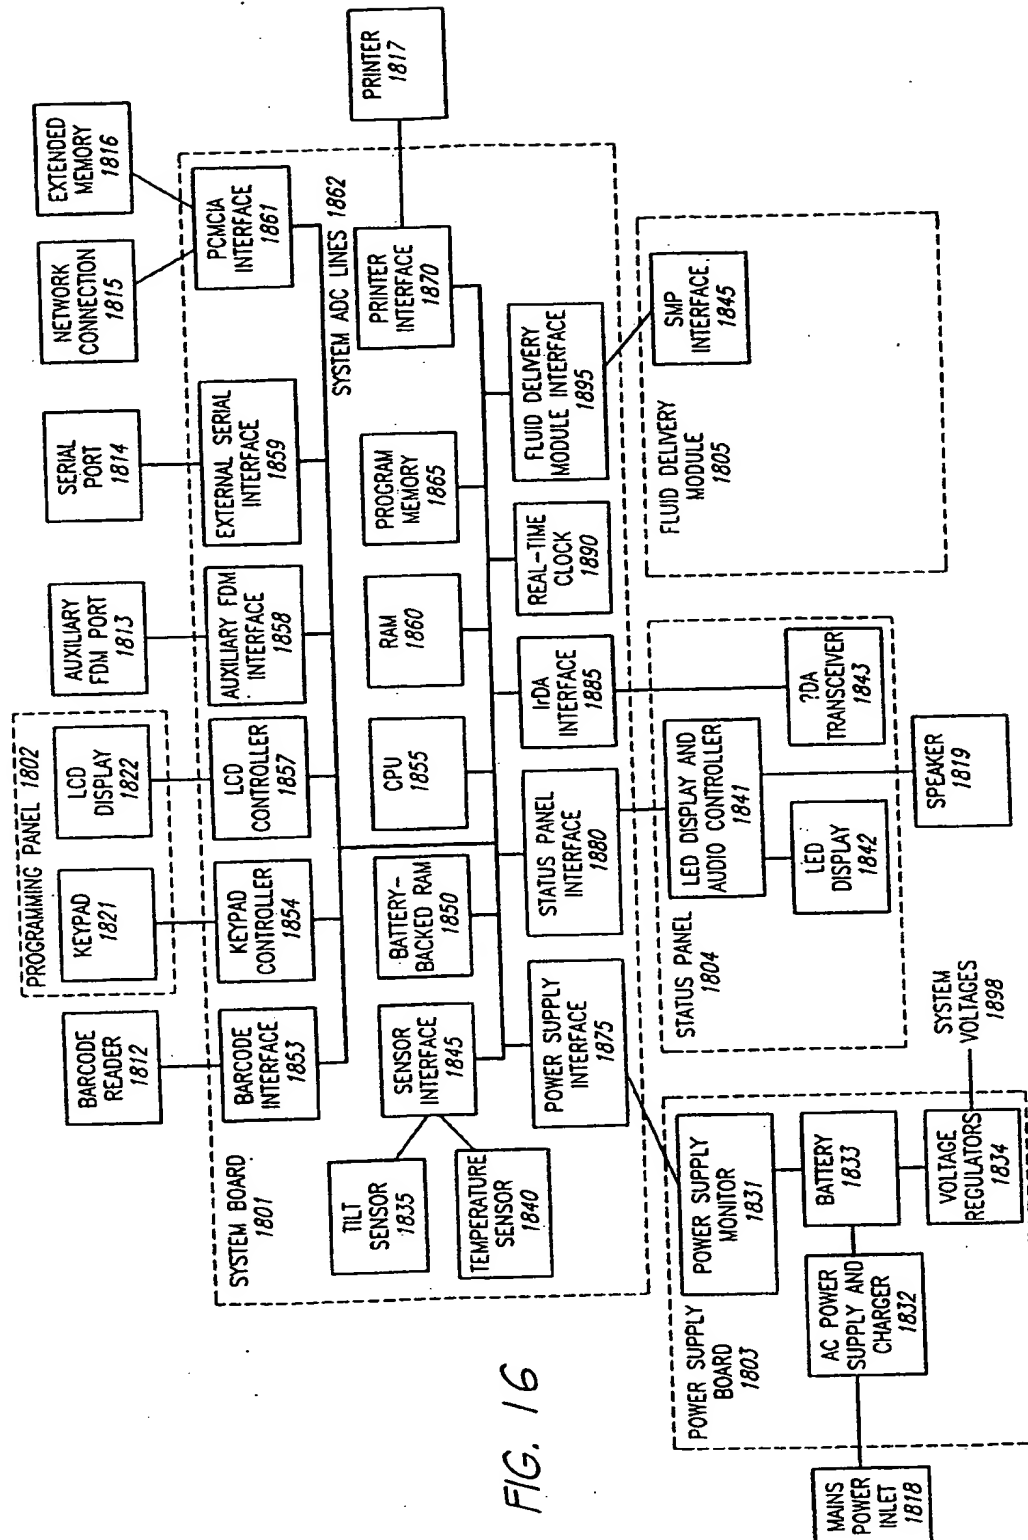 PROGRAMMING PANEL 1802
BARCODE
READER
1812
KEYPAD
1821
LCD
DISPLAY
1822
AUXILIARY
FDM PORT
1813
SERIAL
PORT
1814
NETWORK
CONNECTION
1815
EXTENDED
MEMORY
1816
PRINTER
1817
SYSTEM BOARD
1801
BARCODE
INTERFACE
1853
KEYPAD
CONTROLLER
1854
LCD
CONTROLLER
1857
AUXILIARY FDM
INTERFACE
1858
EXTERNAL SERIAL
INTERFACE
1859
PCMCIA
INTERFACE
1861
SYSTEM ADC LINES 1862
TILT
SENSOR
1835
TEMPERATURE
SENSOR
1840
SENSOR
INTERFACE
1845
BATTERY-
BACKED RAM
1850
CPU
1855
RAM
1860
PROGRAM
MEMORY
1865
PRINTER
INTERFACE
1870
POWER SUPPLY
INTERFACE
1875
STATUS PANEL
INTERFACE
1880
IrDA
INTERFACE
1885
REAL-TIME
CLOCK
1890
FLUID DELIVERY
MODULE INTERFACE
1895
POWER SUPPLY
BOARD
1803
POWER SUPPLY
MONITOR
1831
MAINS
POWER
INLET
1818
AC POWER
SUPPLY AND
CHARGER
1832
BATTERY
1833
VOLTAGE
REGULATORS
1834
SYSTEM
VOLTAGES
1898
STATUS PANEL
1804
LED DISPLAY AND
AUDIO CONTROLLER
1841
LED
DISPLAY
1842
?DA
TRANSCEIVER
1843
SPEAKER
1819
FLUID DELIVERY
MODULE
1805
SMP
INTERFACE
1845
FIG. 16